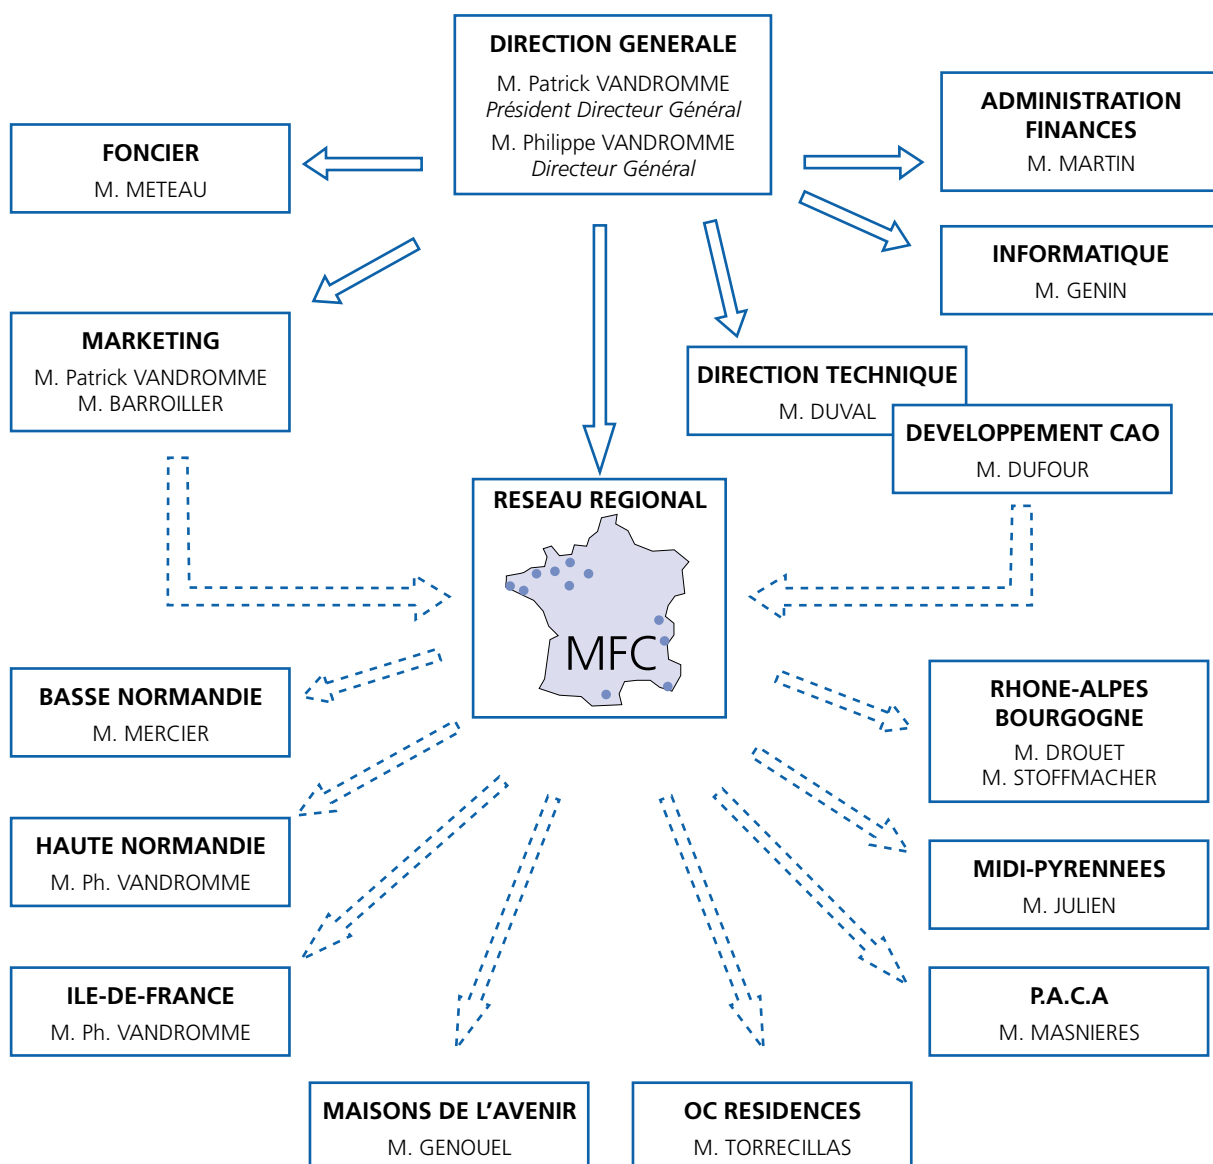 DIRECTION GENERALE
M. Patrick VANDROMME
Président Directeur Général
M. Philippe VANDROMME
Directeur Général
ADMINISTRATION
FINANCES
M. MARTIN
FONCIER
M. METEAU
INFORMATIQUE
M. GENIN
MARKETING
M. Patrick VANDROMME
M. BARROILLER
DIRECTION TECHNIQUE
M. DUVAL
DEVELOPPEMENT CAO
M. DUFOUR
RESEAU REGIONAL
MFC
BASSE NORMANDIE
M. MERCIER
RHONE-ALPES
BOURGOGNE
M. DROUET
M. STOFFMACHER
HAUTE NORMANDIE
M. Ph. VANDROMME
MIDI-PYRENNEES
M. JULIEN
ILE-DE-FRANCE
M. Ph. VANDROMME
P.A.C.A
M. MASNIERES
MAISONS DE L’AVENIR
M. GENOUEL
OC RESIDENCES
M. TORRECILLAS